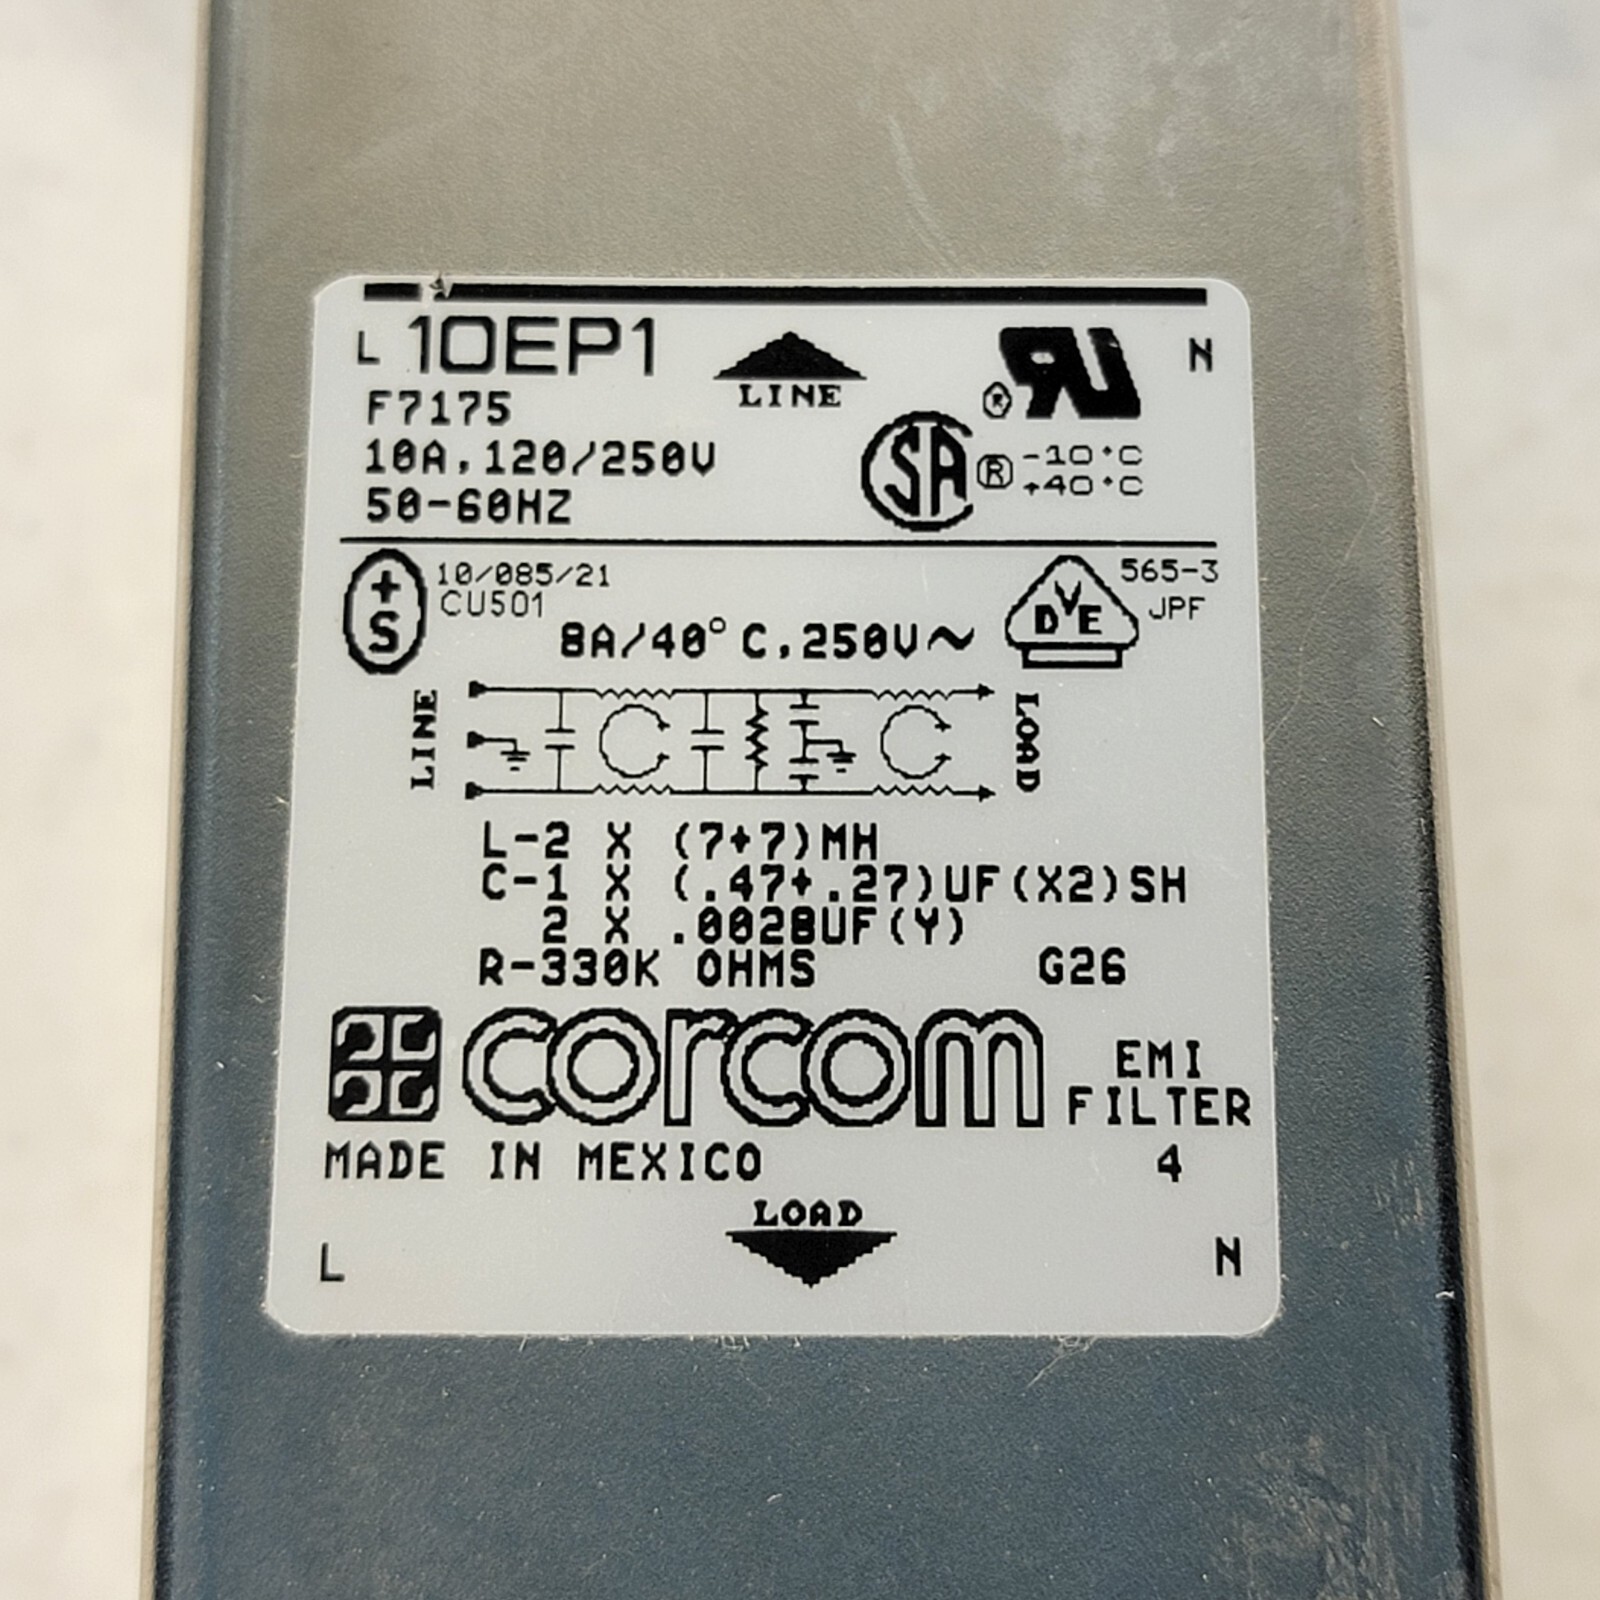 L 10EP1 LINE N
F7175
10A, 120/250V
50-60HZ
-10°C
+40°C
SA
+S
10/085/21
CU501
8A/40°C, 250V~
DVE
565-3
JPF
LINE
LOAD
L-2 X (7+7)MH
C-1 X (.47+.27)UF(X2)SH
2 X .0028UF(Y)
R-330K OHMS G26
corcom EMI
FILTER
MADE IN MEXICO 4
LOAD
L N